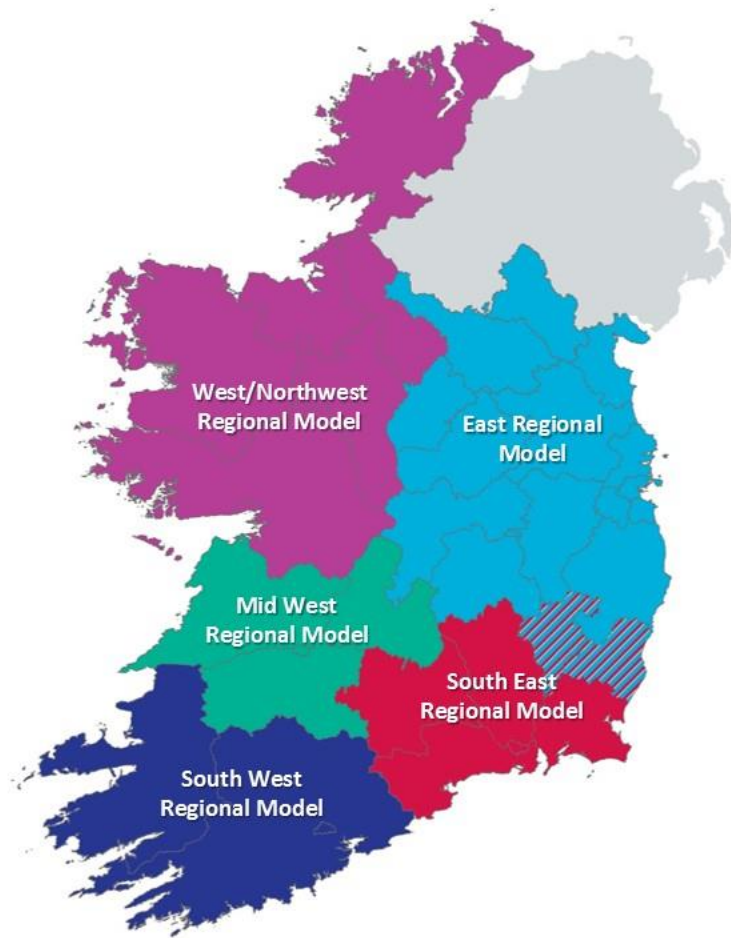 West/Northwest
Regional Model
East Regional
Model
Mid West
Regional Model
South East
Regional Model
South West
Regional Model